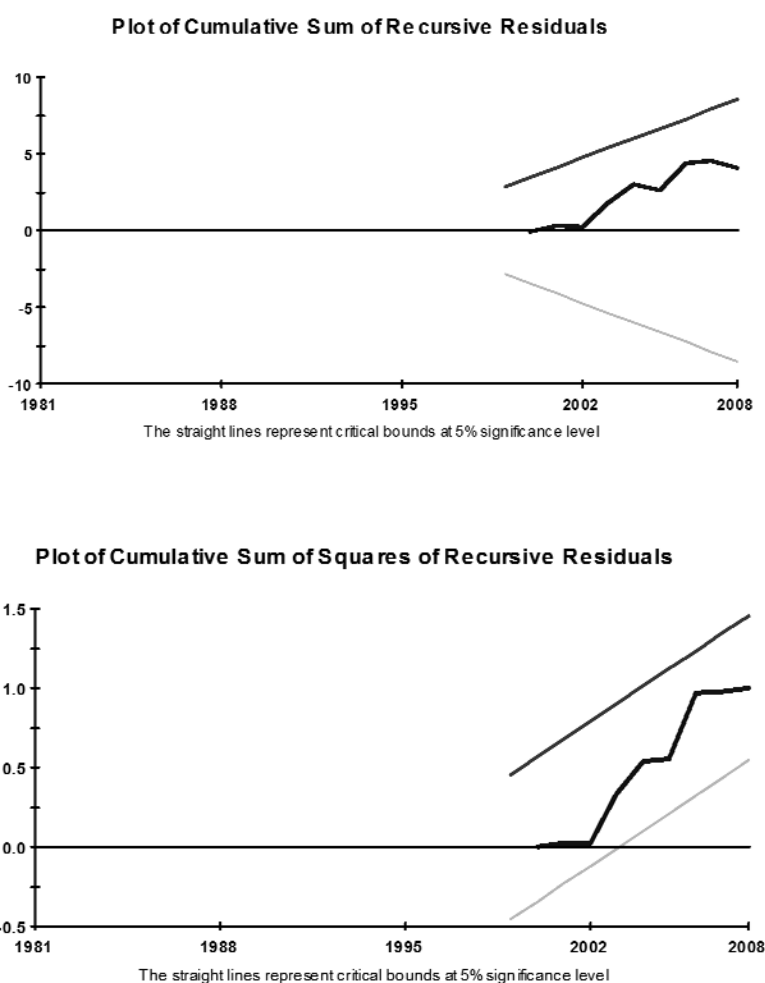 Plot of Cumulative Sum of Recursive Residuals
10
5
0
-5
-10
1981 1988 1995 2002 2008
The straight lines represent critical bounds at 5% significance level
Plot of Cumulative Sum of Squares of Recursive Residuals
1.5
1.0
0.5
0.0
-0.5
1981 1988 1995 2002 2008
The straight lines represent critical bounds at 5% significance level